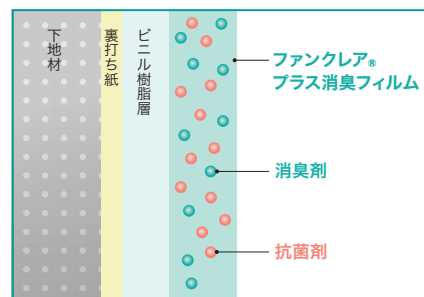 下地材
裏打ち紙
ビニル樹脂層
ファンクレア®
プラス消臭フィルム
消臭剤
抗菌剤